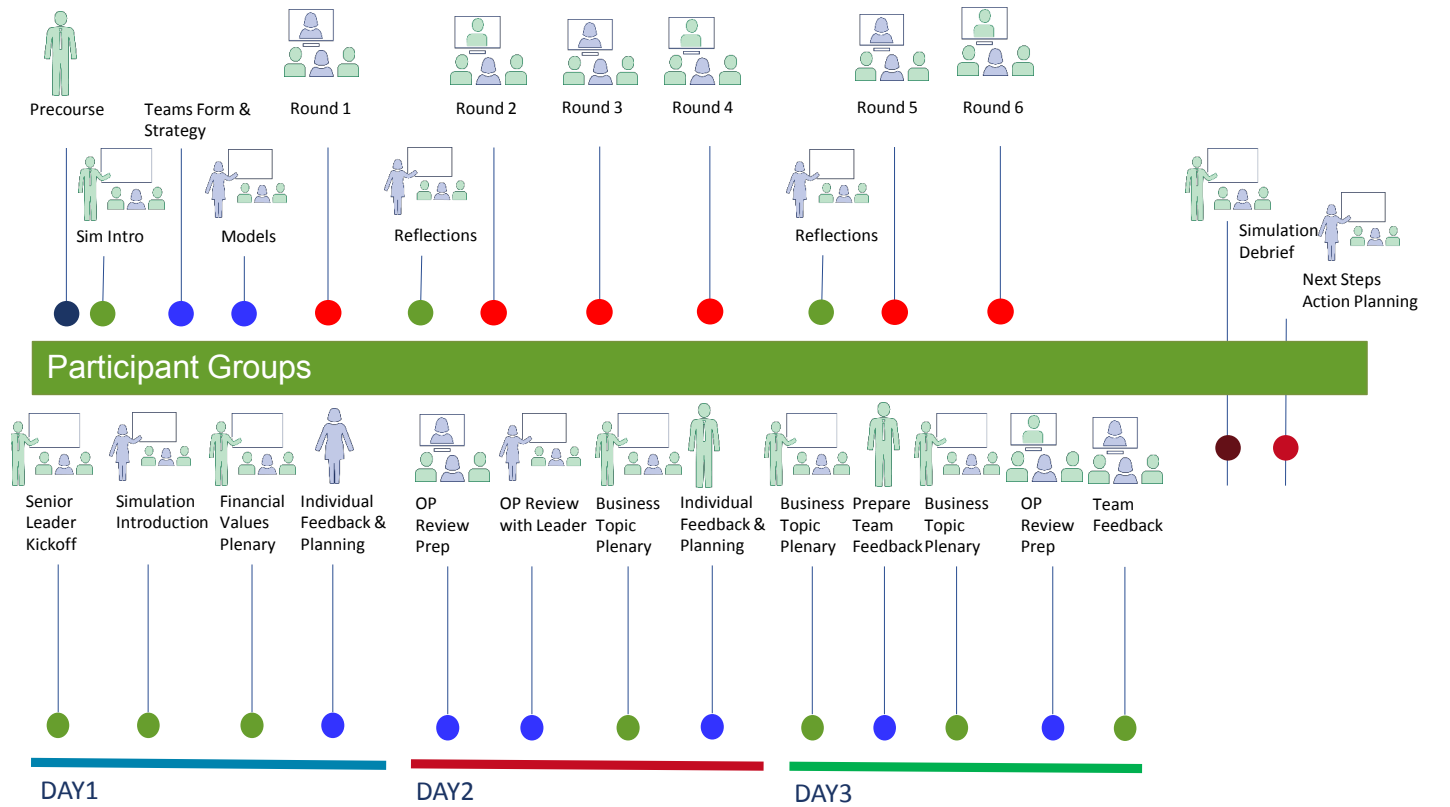 Precourse
Teams Form &
Strategy
Round 1
Round 2
Round 3
Round 4
Round 5
Round 6
Sim Intro
Models
Reflections
Reflections
Simulation
Debrief
Next Steps
Action Planning
Participant Groups
Senior
Leader
Kickoff
Simulation
Introduction
Financial
Values
Plenary
Individual
Feedback &
Planning
OP
Review
Prep
OP Review
with Leader
Business
Topic
Plenary
Individual
Feedback &
Planning
Business
Topic
Plenary
Prepare
Team
Feedback
Business
Topic
Plenary
OP
Review
Prep
Team
Feedback
DAY1
DAY2
DAY3